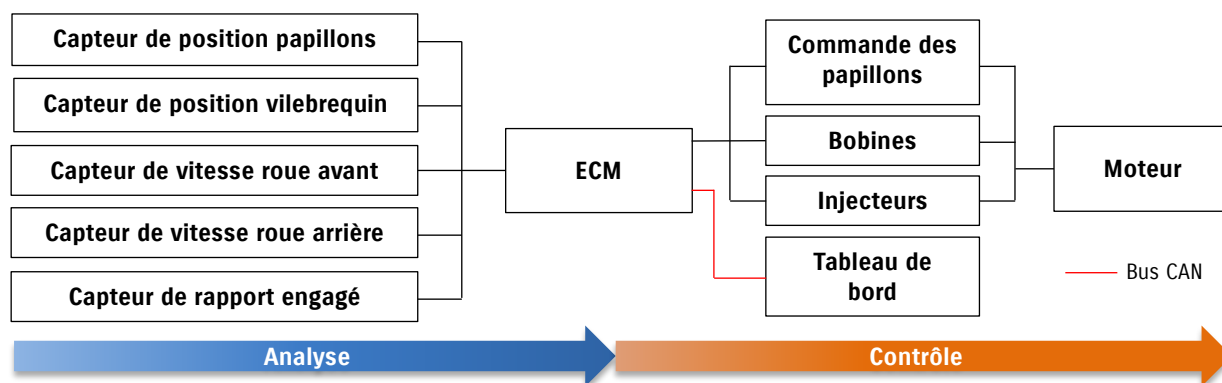 Capteur de position papillons
Capteur de position vilebrequin
Capteur de vitesse roue avant
Capteur de vitesse roue arrière
Capteur de rapport engagé
ECM
Commande des
papillons
Bobines
Injecteurs
Tableau de
bord
Moteur
Bus CAN
Analyse
Contrôle